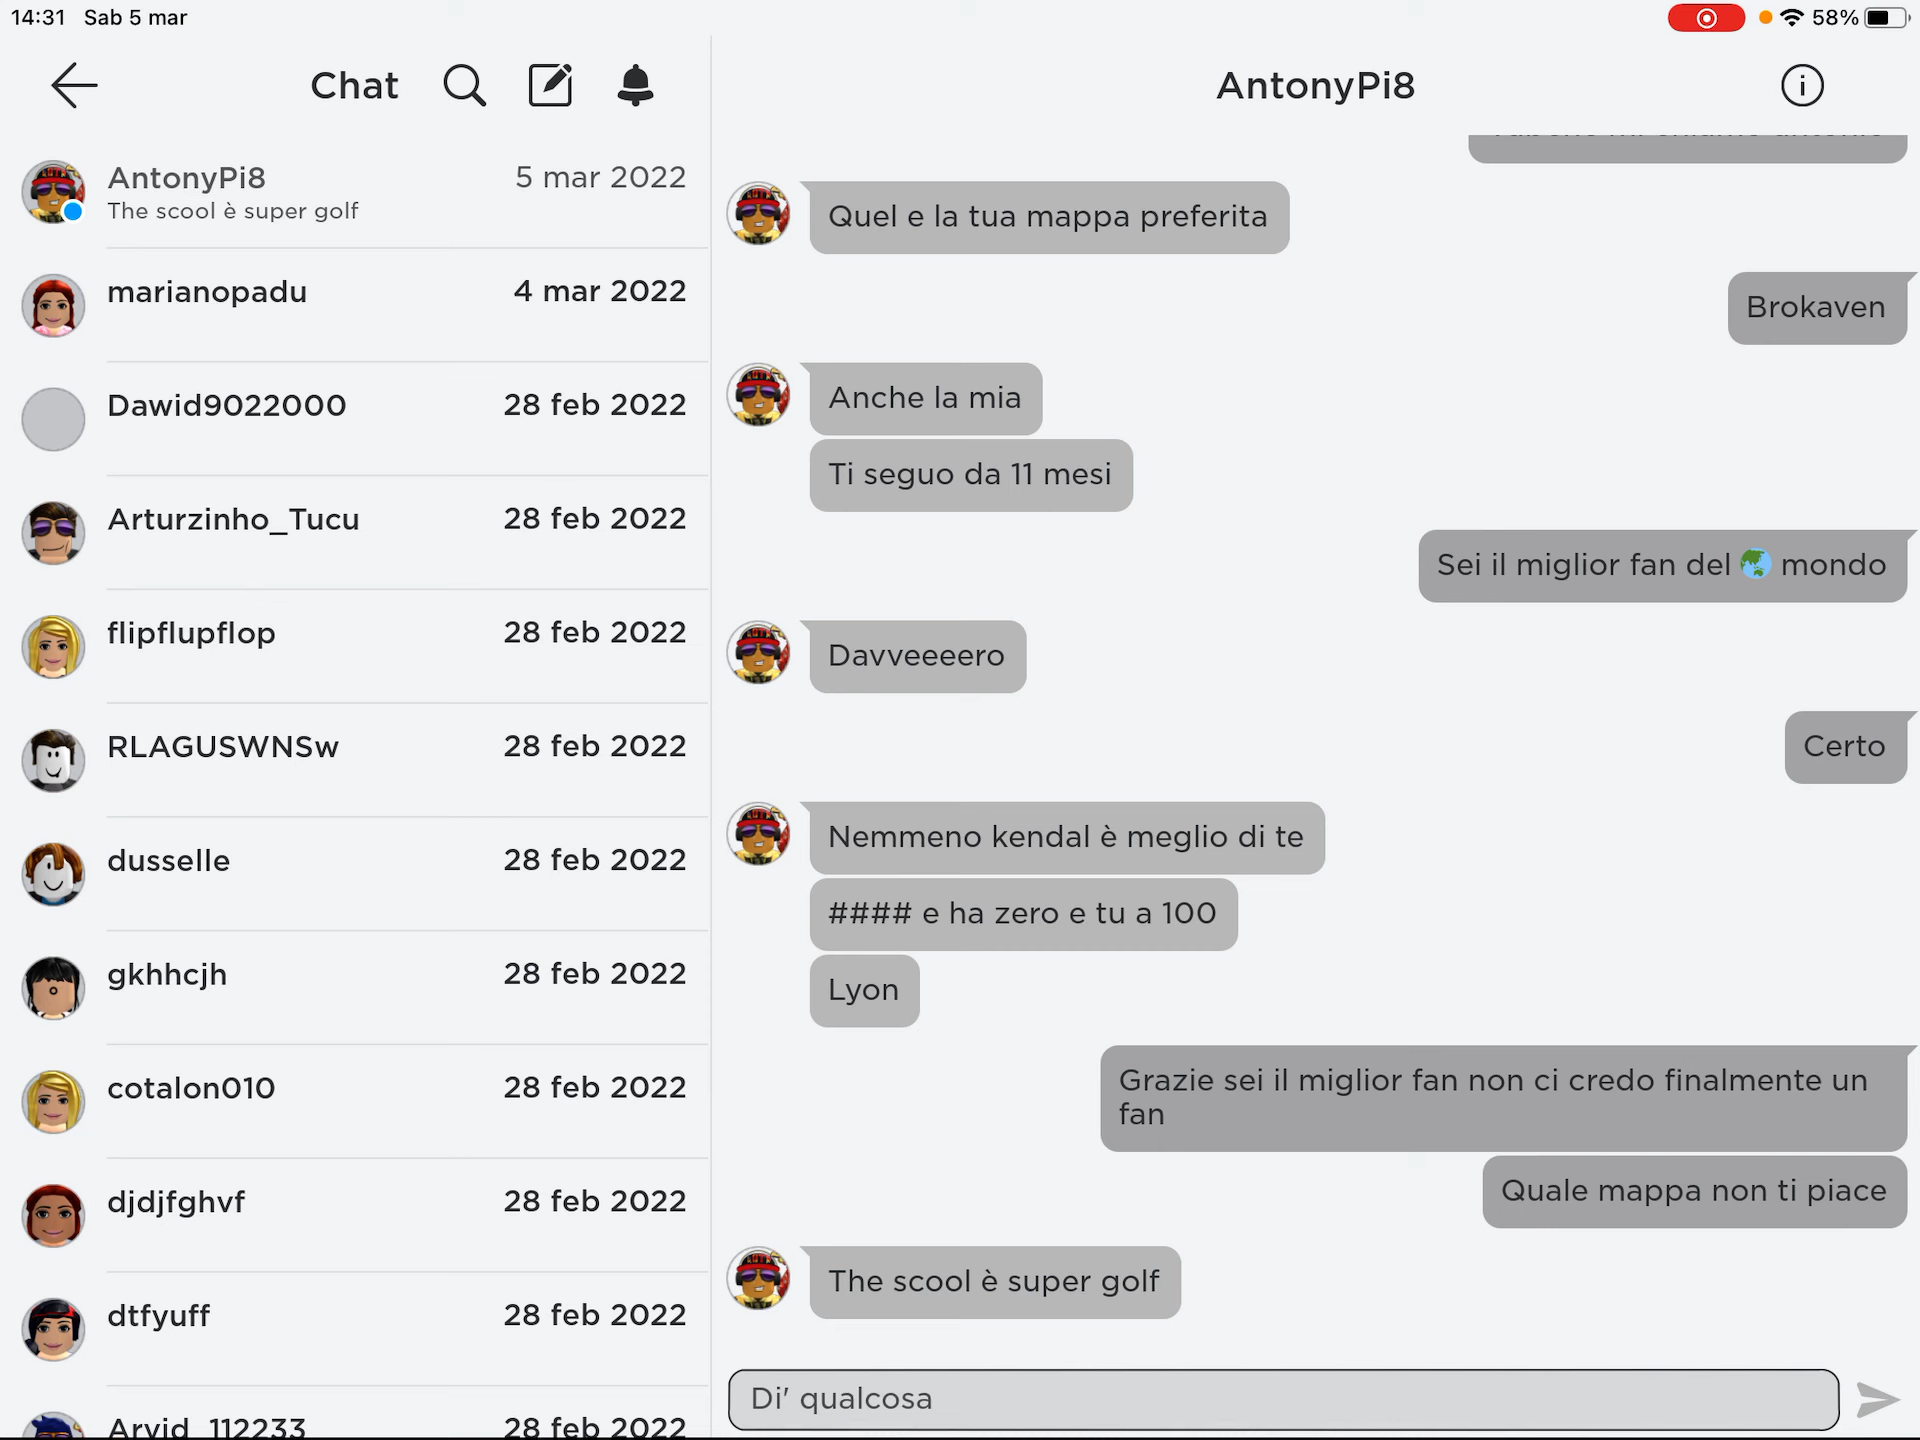 14:31 Sab 5 mar
58%
Chat
AntonyPi8 5 mar 2022
The scool è super golf
marianopadu 4 mar 2022
Dawid9022000 28 feb 2022
Arturzinho_Tucu 28 feb 2022
flipflupflop 28 feb 2022
RLAGUSWNSw 28 feb 2022
dusselle 28 feb 2022
gkhhcjh 28 feb 2022
cotalon010 28 feb 2022
djdjfghvf 28 feb 2022
dtfyuff 28 feb 2022
Arvid_112233 28 feb 2022
AntonyPi8
Quel e la tua mappa preferita
Brokaven
Anche la mia
Ti seguo da 11 mesi
Sei il miglior fan del 🌏 mondo
Davveeeero
Certo
Nemmeno kendal è meglio di te
#### e ha zero e tu a 100
Lyon
Grazie sei il miglior fan non ci credo finalmente un
fan
Quale mappa non ti piace
The scool è super golf
Di' qualcosa